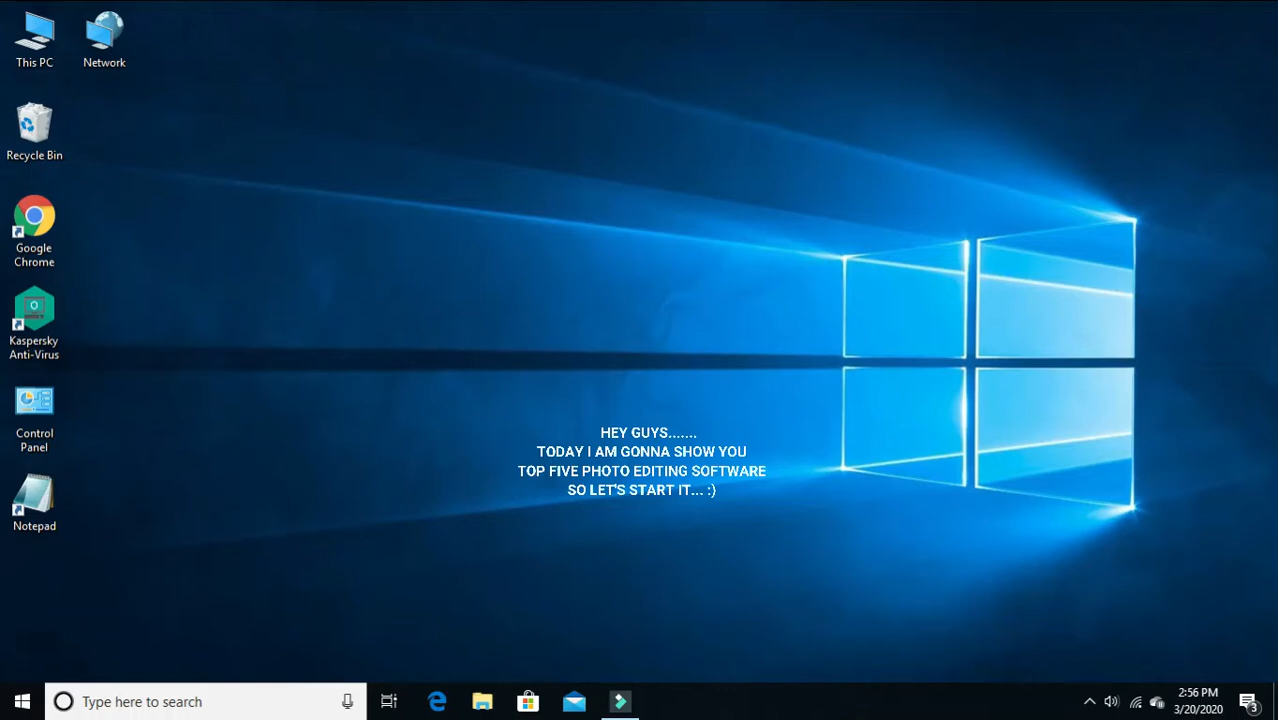 This PC
Network
Recycle Bin
Google
Chrome
Kaspersky
Anti-Virus
Control
Panel
Notepad
HEY GUYS.......
TODAY I AM GONNA SHOW YOU
TOP FIVE PHOTO EDITING SOFTWARE
SO LET'S START IT... :)
Type here to search
2:56 PM
3/20/2020
3